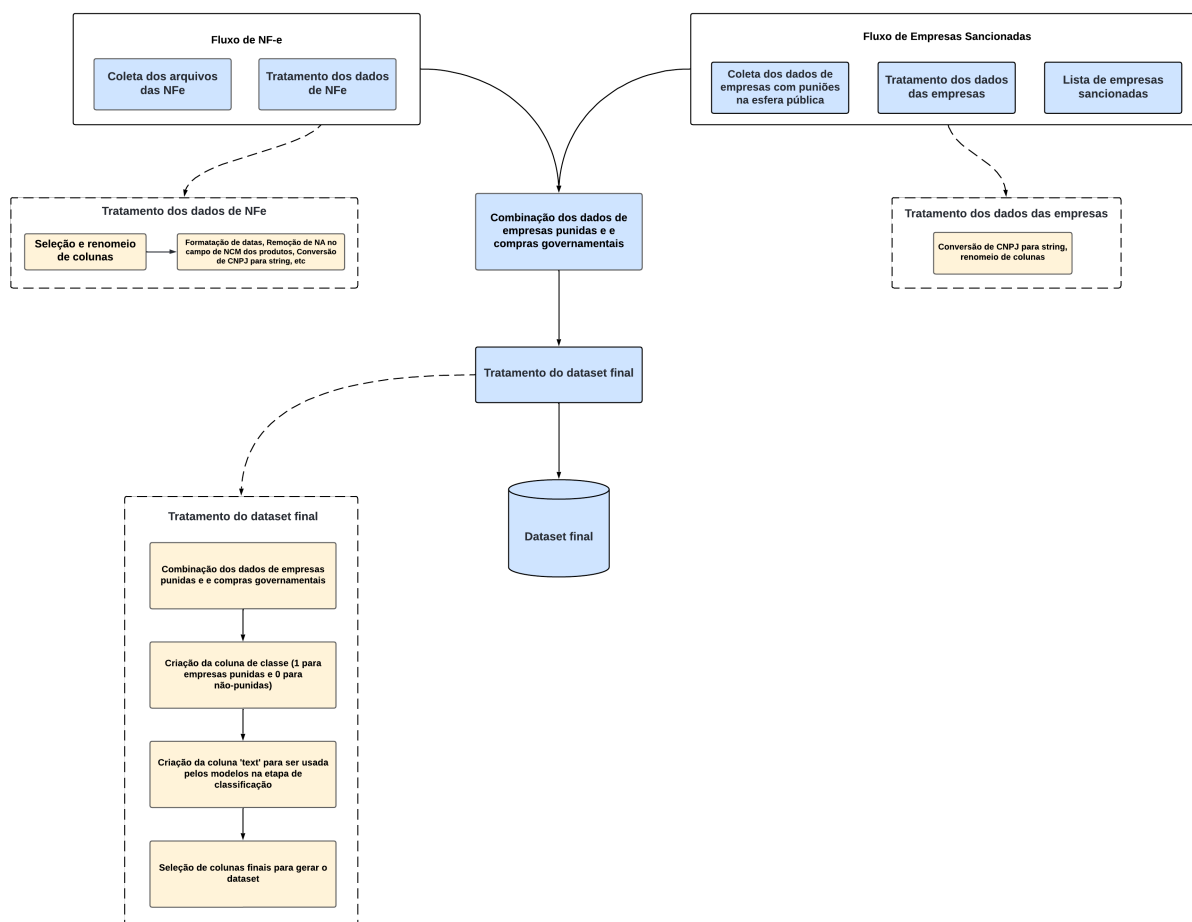 Fluxo de NF-e
Coleta dos arquivos
das NFe
Tratamento dos dados
de NFe
Fluxo de Empresas Sancionadas
Coleta dos dados de
empresas com puniões
na esfera pública
Tratamento dos dados
das empresas
Lista de empresas
sancionadas
Tratamento dos dados de NFe
Seleção e renomeio
de colunas
Formatação de datas, Remoção de NA no
campo de NCM dos produtos, Conversão
de CNPJ para string, etc
Combinação dos dados de
empresas punidas e e
compras governamentais
Tratamento dos dados das empresas
Conversão de CNPJ para string,
renomeio de colunas
Tratamento do dataset final
Dataset final
Tratamento do dataset final
Combinação dos dados de empresas
punidas e e compras governamentais
Criação da coluna de classe (1 para
empresas punidas e 0 para
não-punidas)
Criação da coluna 'text' para ser usada
pelos modelos na etapa de
classificação
Seleção de colunas finais para gerar o
dataset